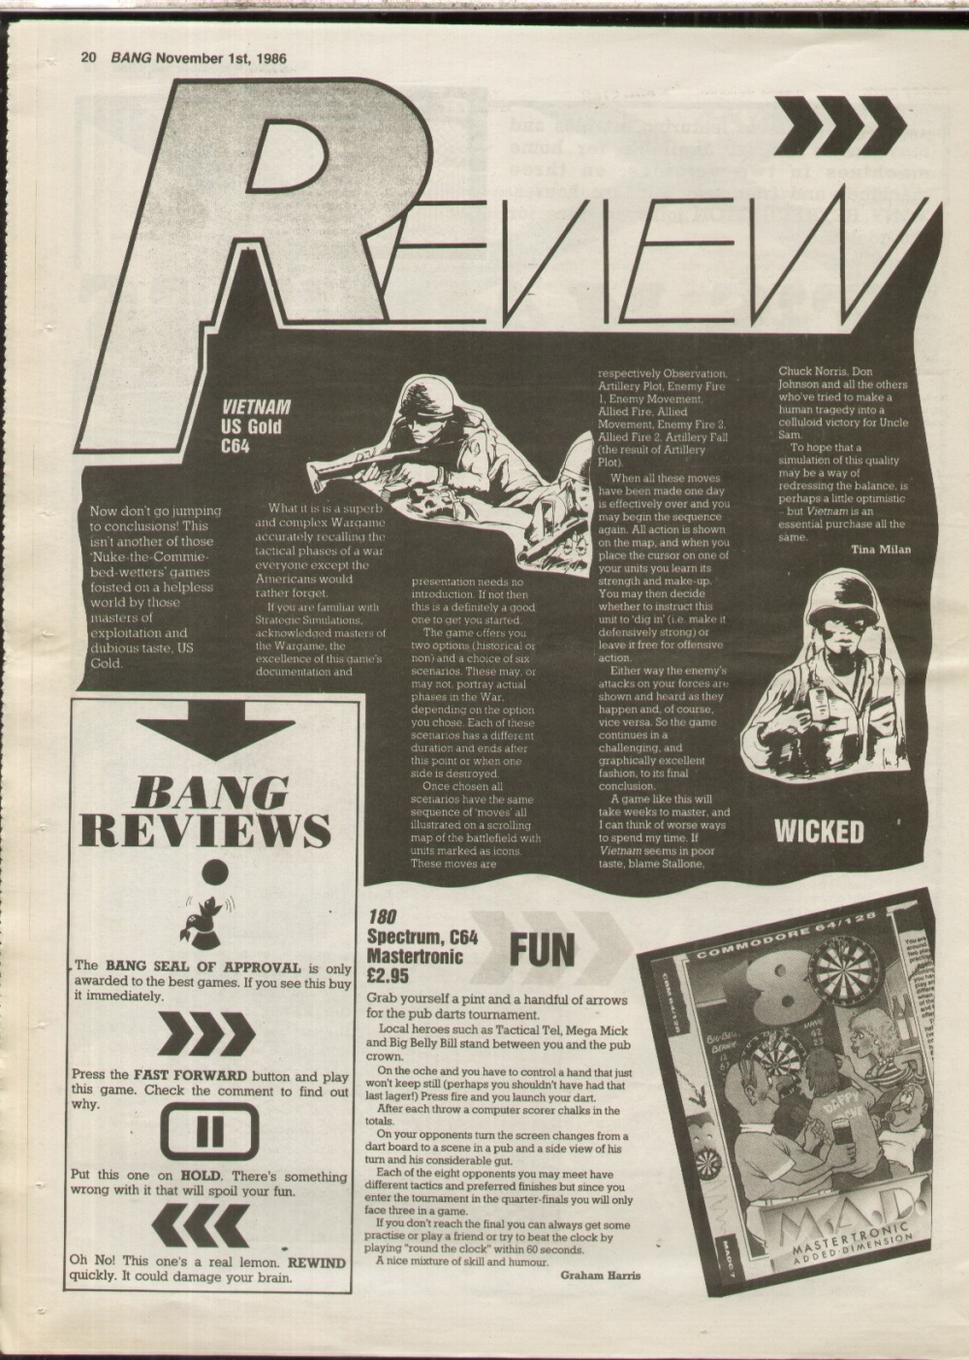 20 BANG November 1st, 1986
REVIEW
VIETNAM
US Gold
C64
Now don't go jumping
to conclusions! This
isn't another of those
'Nuke-the-Commie-
bed-wetters' games
foisted on a helpless
world by those
masters of
exploitation and
dubious taste, US
Gold.
What it is is a superb
and complex Wargame
accurately recalling the
tactical phases of a war
everyone except the
Americans would
rather forget.
If you are familiar with
Strategic Simulations,
acknowledged masters of
the Wargame, the
excellence of this game's
documentation and
presentation needs no
introduction. If not then
this is a definitely a good
one to get you started.
The game offers you
two options (historical or
non) and a choice of six
scenarios. These may, or
may not, portray actual
phases in the War,
depending on the option
you chose. Each of these
scenarios has a different
duration and ends after
this point or when one
side is destroyed.
Once chosen all
scenarios have the same
sequence of 'moves' all
illustrated on a scrolling
map of the battlefield with
units marked as icons.
These moves are
respectively Observation,
Artillery Plot, Enemy Fire
1, Enemy Movement,
Allied Fire, Allied
Movement, Enemy Fire 2,
Allied Fire 2, Artillery Fall
(the result of Artillery
Plot).
When all these moves
have been made one day
is effectively over and you
may begin the sequence
again. All action is shown
on the map, and when you
place the cursor on one of
your units you learn its
strength and make-up.
You may then decide
whether to instruct this
unit to 'dig in' (i.e. make it
defensively strong) or
leave it free for offensive
action.
Either way the enemy's
attacks on your forces are
shown and heard as they
happen and, of course,
vice versa. So the game
continues in a
challenging, and
graphically excellent
fashion, to its final
conclusion.
A game like this will
take weeks to master, and
I can think of worse ways
to spend my time. If
Vietnam seems in poor
taste, blame Stallone,
Chuck Norris, Don
Johnson and all the others
who've tried to make a
human tragedy into a
celluloid victory for Uncle
Sam.
To hope that a
simulation of this quality
may be a way of
redressing the balance, is
perhaps a little optimistic
- but Vietnam is an
essential purchase all the
same.
Tina Milan
WICKED
BANG
REVIEWS
The BANG SEAL OF APPROVAL is only
awarded to the best games. If you see this buy
it immediately.
Press the FAST FORWARD button and play
this game. Check the comment to find out
why.
Put this one on HOLD. There's something
wrong with it that will spoil your fun.
Oh No! This one's a real lemon. REWIND
quickly. It could damage your brain.
180
Spectrum, C64
Mastertronic
£2.95
FUN
Grab yourself a pint and a handful of arrows
for the pub darts tournament.
Local heroes such as Tactical Tel, Mega Mick
and Big Belly Bill stand between you and the pub
crown.
On the oche and you have to control a hand that just
won't keep still (perhaps you shouldn't have had that
last lager!) Press fire and you launch your dart.
After each throw a computer scorer chalks in the
totals.
On your opponents turn the screen changes from a
dart board to a scene in a pub and a side view of his
turn and his considerable gut.
Each of the eight opponents you may meet have
different tactics and preferred finishes but since you
enter the tournament in the quarter-finals you will only
face three in a game.
If you don't reach the final you can always get some
practise or play a friend or try to beat the clock by
playing "round the clock" within 60 seconds.
A nice mixture of skill and humour.
Graham Harris
COMMODORE 64/128
CBM 64/128
180
M.A.D.
MASTERTRONIC
ADDED·DIMENSION